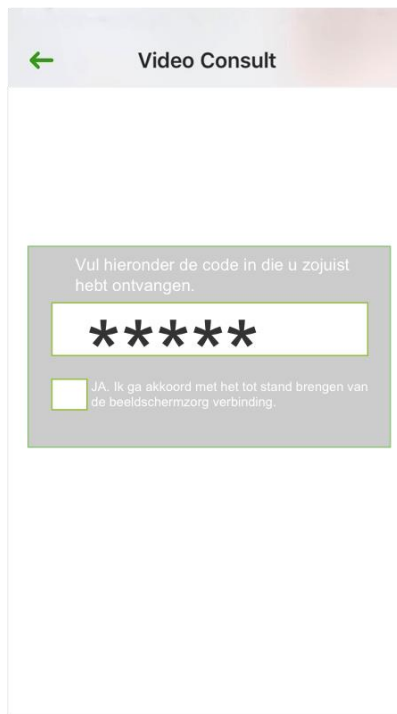 Video Consult
Vul hieronder de code in die u zojuist
hebt ontvangen.
*****
JA. Ik ga akkoord met het tot stand brengen van
de beeldschermzorg verbinding.